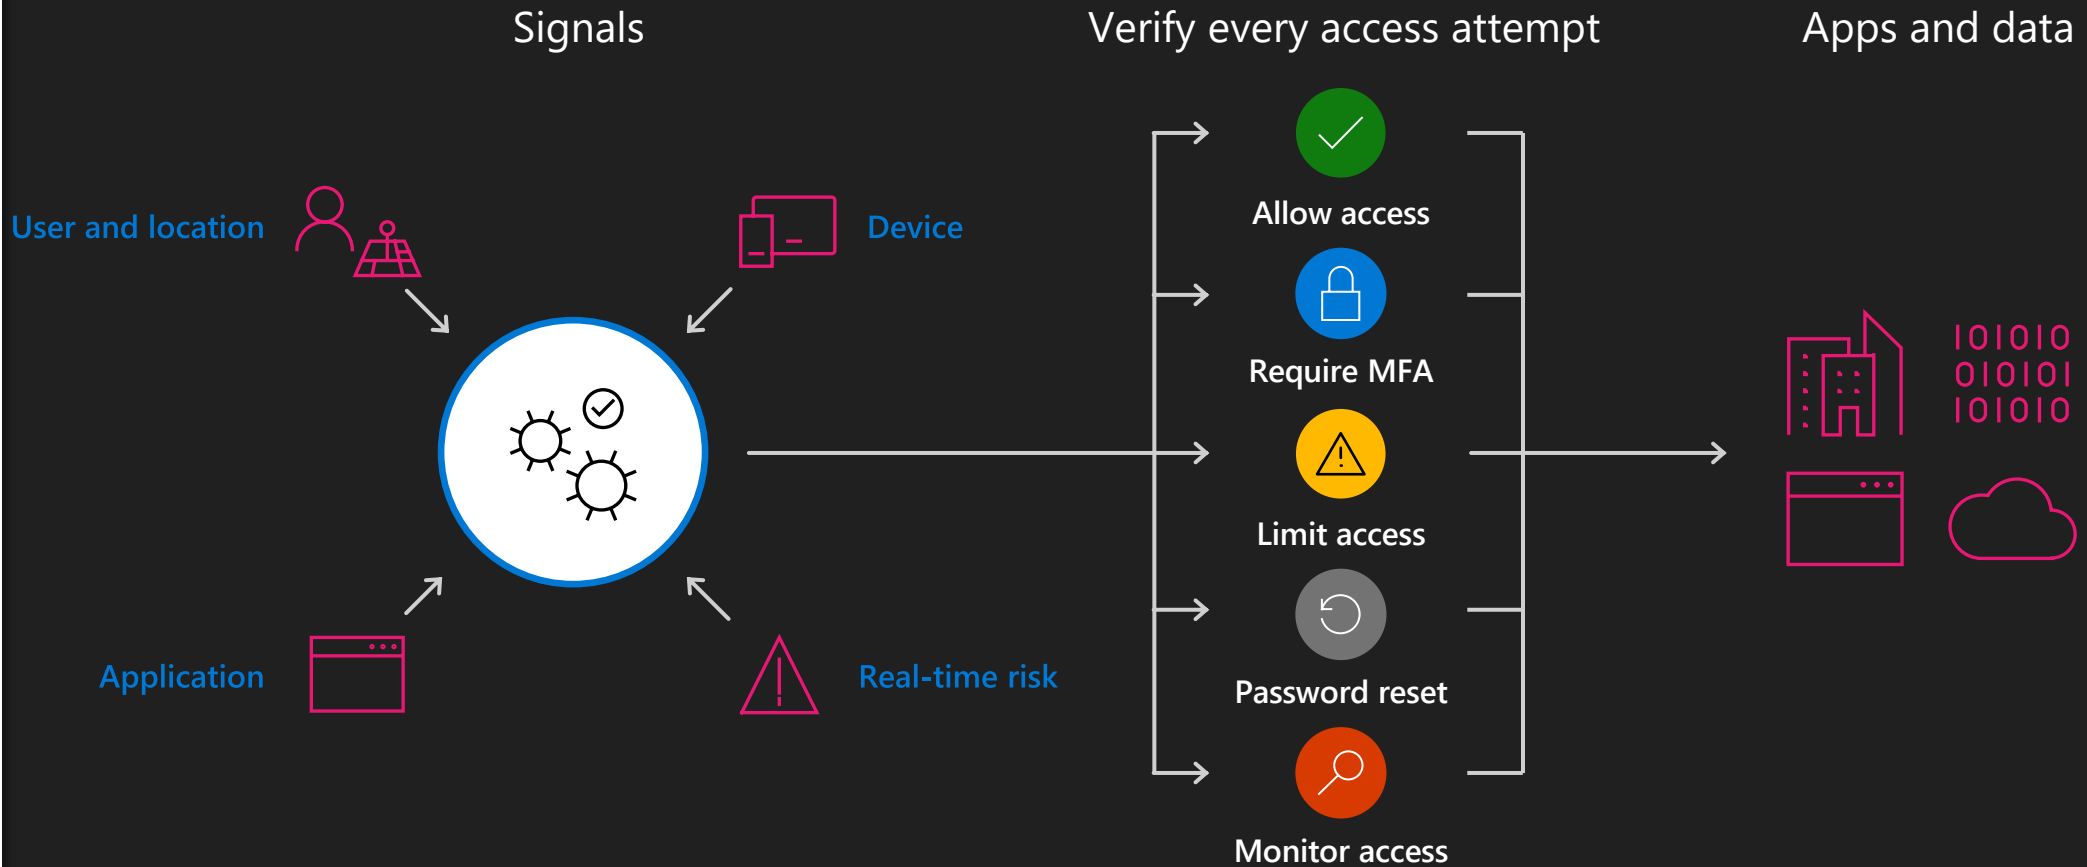 Signals
Verify every access attempt
Apps and data
User and location
Device
Application
Real-time risk
Allow access
Require MFA
Limit access
Password reset
Monitor access
101010
010101
101010